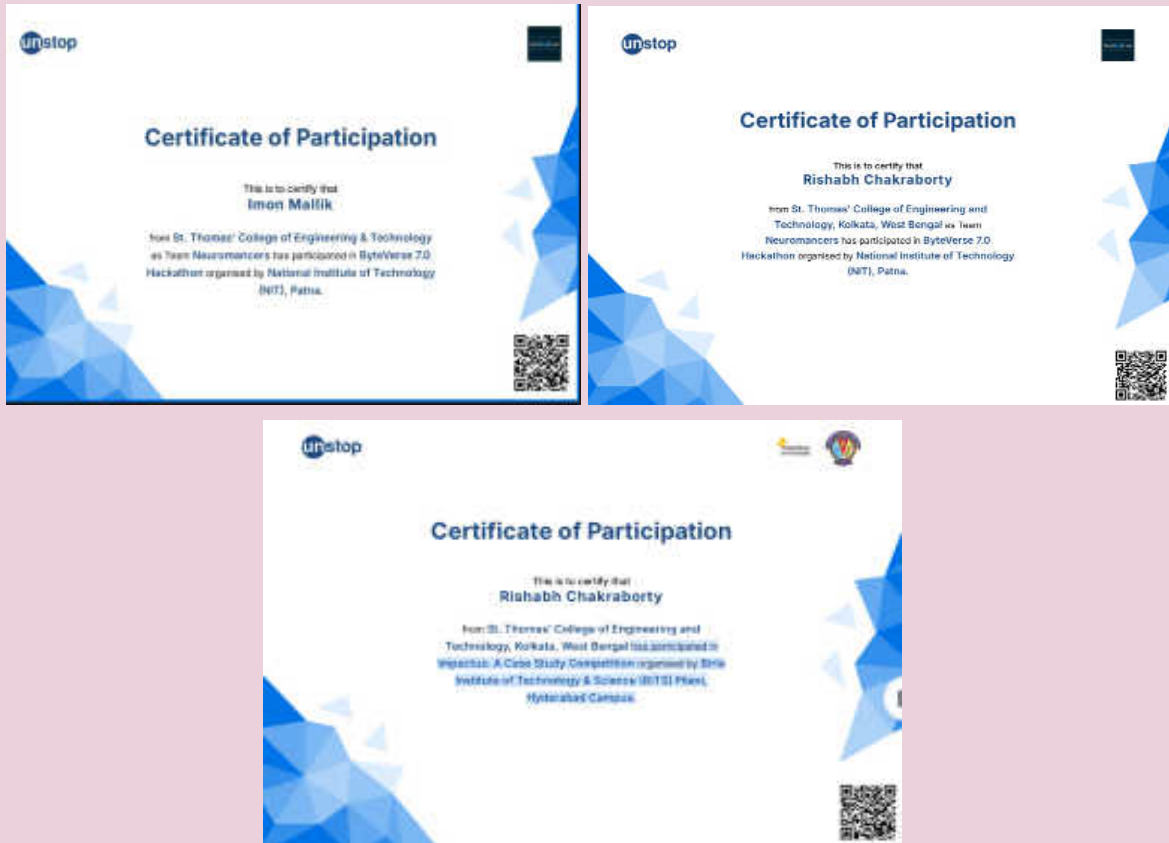 unstop
Certificate of Participation
This is to certify that
Imon Mallik
from St. Thomas' College of Engineering & Technology
as Team Neuromancers has participated in ByteVerse 7.0
Hackathon organised by National Institute of Technology
(NIT), Patna.
unstop
Certificate of Participation
This is to certify that
Rishabh Chakraborty
from St. Thomas' College of Engineering and
Technology, Kolkata, West Bengal as Team
Neuromancers has participated in ByteVerse 7.0
Hackathon organised by National Institute of Technology
(NIT), Patna.
unstop
Certificate of Participation
This is to certify that
Rishabh Chakraborty
from St. Thomas' College of Engineering and
Technology, Kolkata, West Bengal has participated in
A Case Study Competition organised by Birla
Institute of Technology & Science (BITS) Pilani,
Hyderabad Campus.